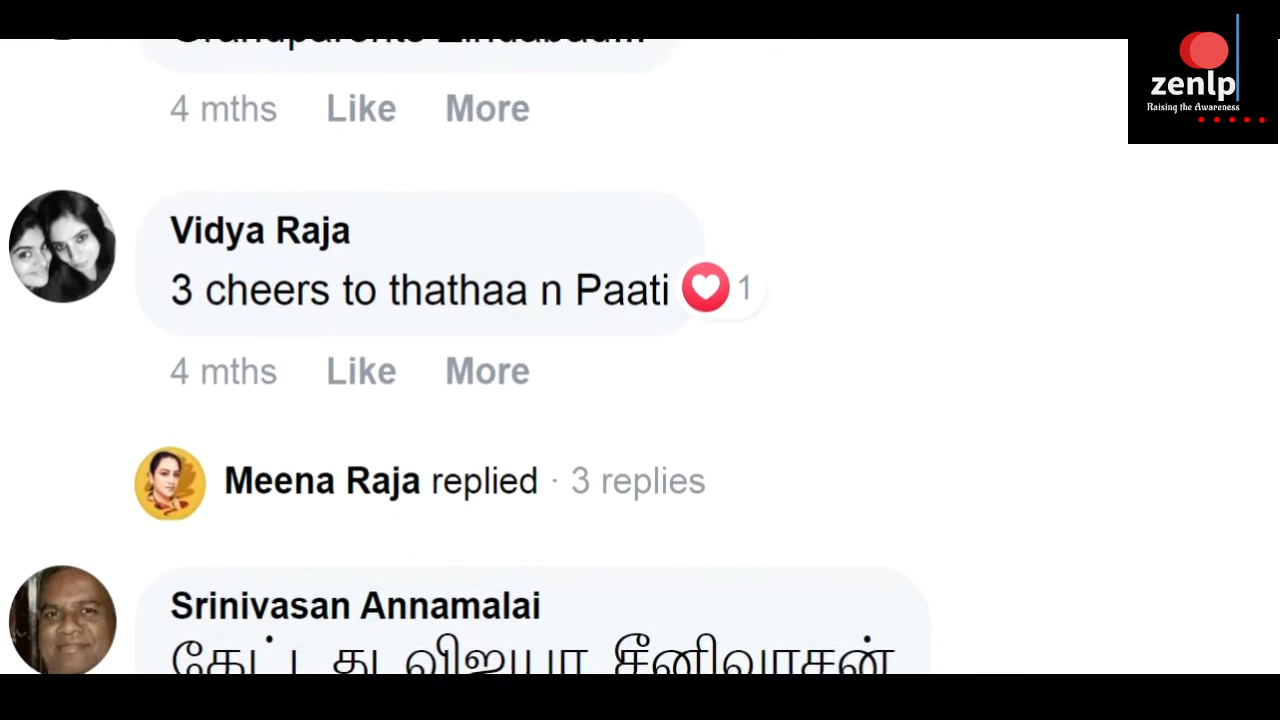 zenlp
Raising the Awareness
4 mths Like More
Vidya Raja
3 cheers to thathaa n Paati
1
4 mths Like More
Meena Raja replied · 3 replies
Srinivasan Annamalai
சீனிவாசன்